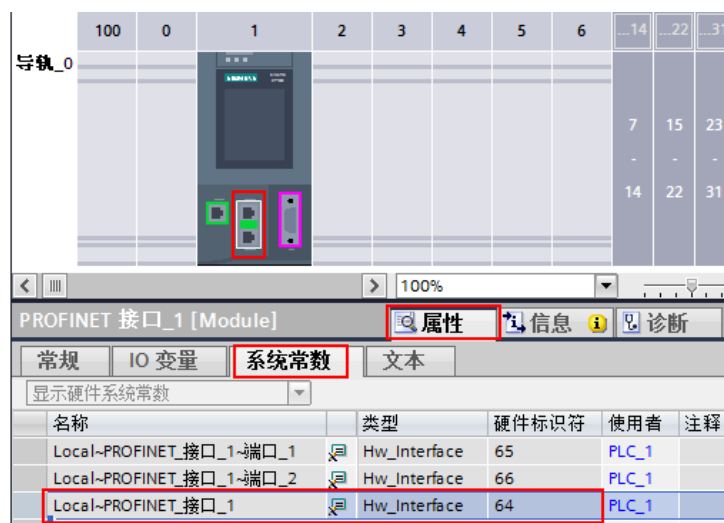 100 0 1 2 3 4 5 6 ...14 ...22 ...3
导轨_0
SIEMENS
7 15 23
- - -
14 22 31
100%
PROFINET 接口_1 [Module] 属性 信息 诊断
常规 IO 变量 系统常数 文本
显示硬件系统常数
名称 类型 硬件标识符 使用者 注释
Local~PROFINET_接口_1~端口_1 Hw_Interface 65 PLC_1
Local~PROFINET_接口_1~端口_2 Hw_Interface 66 PLC_1
Local~PROFINET_接口_1 Hw_Interface 64 PLC_1